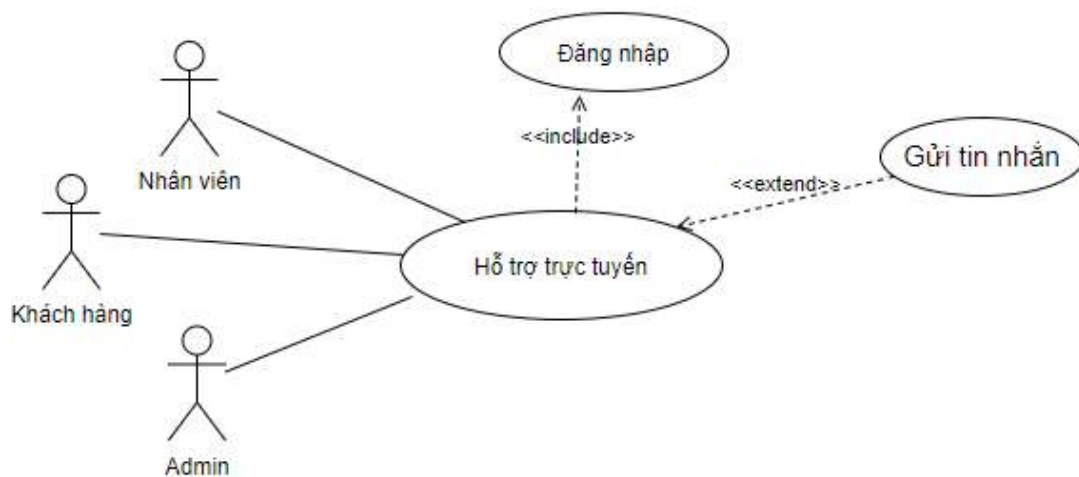 Đăng nhập
<<include>>
Gửi tin nhắn
Nhân viên
<<extend>>
Hỗ trợ trực tuyến
Khách hàng
Admin